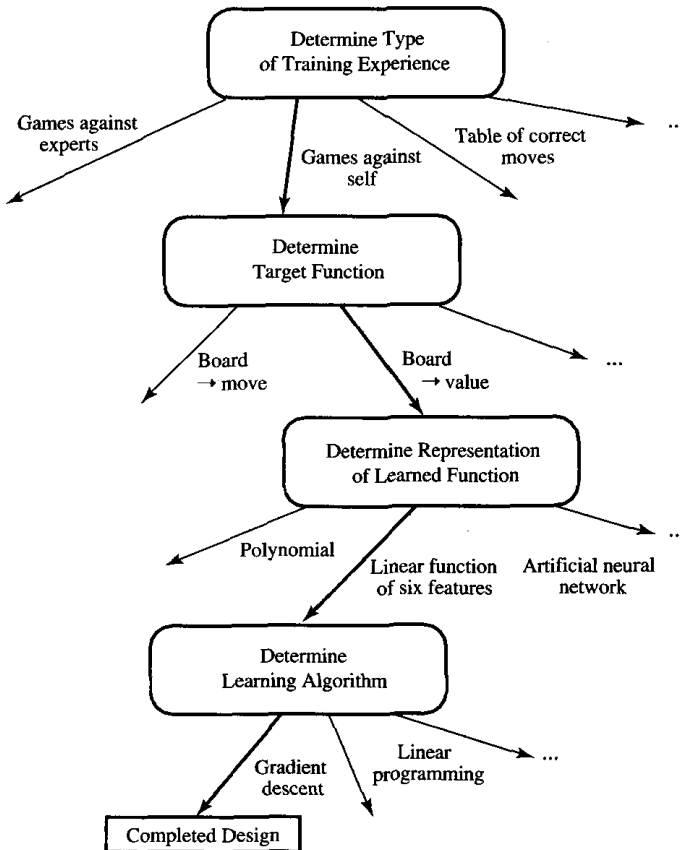 Determine Type
of Training Experience
Games against
experts
Games against
self
Table of correct
moves
..
Determine
Target Function
Board
→ move
Board
→ value
...
Determine Representation
of Learned Function
Polynomial
Linear function
of six features
Artificial neural
network
..
Determine
Learning Algorithm
Gradient
descent
Linear
programming
...
Completed Design